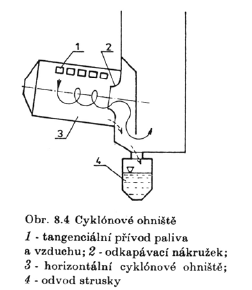 1
2
3
4
Obr. 8.4 Cyklónové ohniště
1 - tangenciální přívod paliva
a vzduchu; 2 - odkapávací nákružek;
3 - horizontální cyklónové ohniště;
4 - odvod strusky